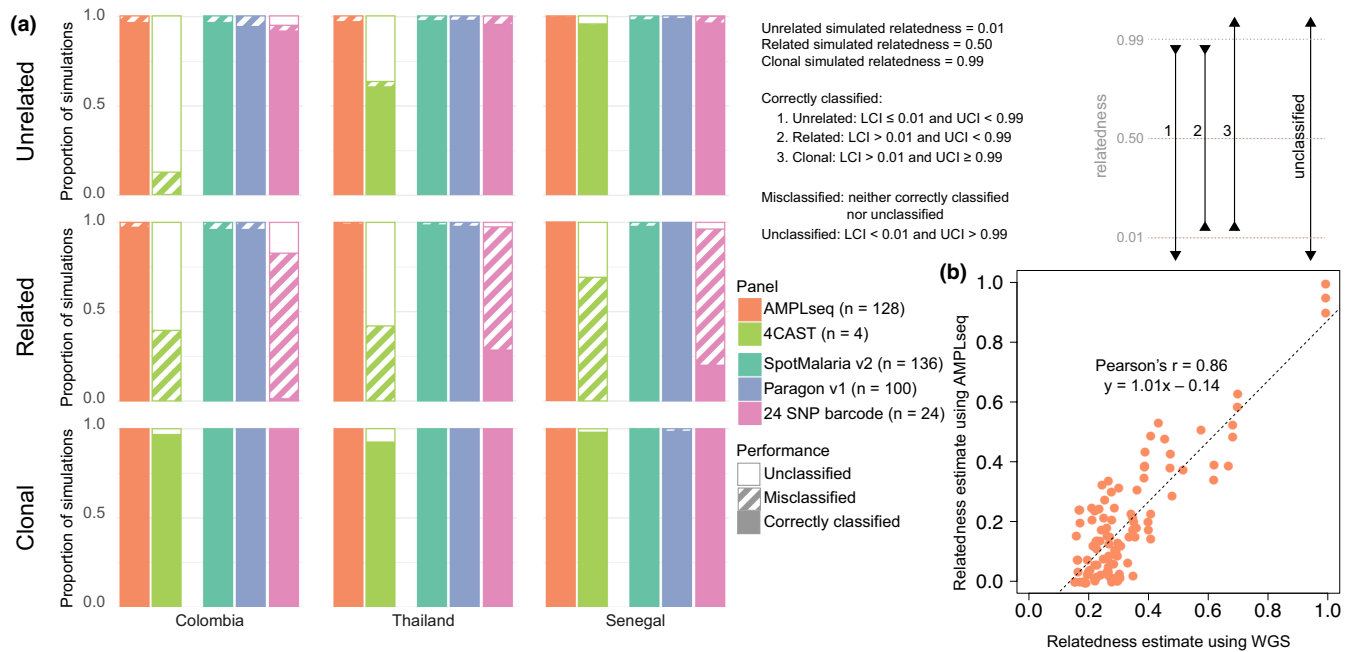 (a)
Unrelated
Proportion of simulations
1.0
0.5
0.0
Related
Proportion of simulations
1.0
0.5
0.0
Clonal
Proportion of simulations
1.0
0.5
0.0
Colombia
Thailand
Senegal
Unrelated simulated relatedness = 0.01
Related simulated relatedness = 0.50
Clonal simulated relatedness = 0.99
Correctly classified:
1. Unrelated: LCI ≤ 0.01 and UCI < 0.99
2. Related: LCI > 0.01 and UCI < 0.99
3. Clonal: LCI > 0.01 and UCI ≥ 0.99
Misclassified: neither correctly classified
nor unclassified
Unclassified: LCI < 0.01 and UCI > 0.99
relatedness
0.99
0.50
0.01
1
2
3
unclassified
Panel
AMPLseq (n = 128)
4CAST (n = 4)
SpotMalaria v2 (n = 136)
Paragon v1 (n = 100)
24 SNP barcode (n = 24)
Performance
Unclassified
Misclassified
Correctly classified
(b)
Relatedness estimate using AMPLseq
1.0
0.8
0.6
0.4
0.2
0.0
Pearson's r = 0.86
y = 1.01x – 0.14
0.0 0.2 0.4 0.6 0.8 1.0
Relatedness estimate using WGS